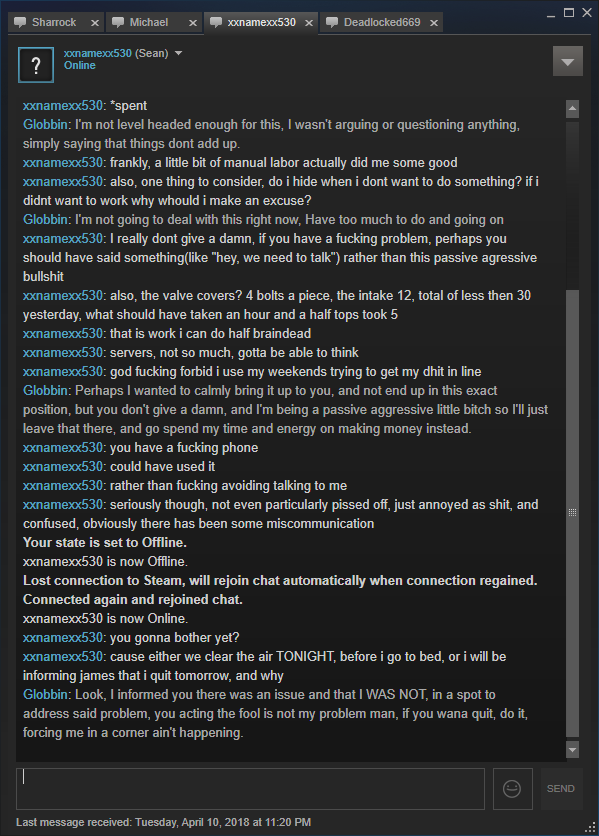 Sharrock
Michael
xxnamexx530
Deadlocked669
?
xxnamexx530 (Sean)
Online
xxnamexx530: *spent
Globbin: I'm not level headed enough for this, I wasn't arguing or questioning anything,
simply saying that things dont add up.
xxnamexx530: frankly, a little bit of manual labor actually did me some good
xxnamexx530: also, one thing to consider, do i hide when i dont want to do something? if i
didnt want to work why whould i make an excuse?
Globbin: I'm not going to deal with this right now, Have too much to do and going on
xxnamexx530: I really dont give a damn, if you have a fucking problem, perhaps you
should have said something(like "hey, we need to talk") rather than this passive agressive
bullshit
xxnamexx530: also, the valve covers? 4 bolts a piece, the intake 12, total of less then 30
yesterday, what should have taken an hour and a half tops took 5
xxnamexx530: that is work i can do half braindead
xxnamexx530: servers, not so much, gotta be able to think
xxnamexx530: god fucking forbid i use my weekends trying to get my dhit in line
Globbin: Perhaps I wanted to calmly bring it up to you, and not end up in this exact
position, but you don't give a damn, and I'm being a passive aggressive little bitch so I'll just
leave that there, and go spend my time and energy on making money instead.
xxnamexx530: you have a fucking phone
xxnamexx530: could have used it
xxnamexx530: rather than fucking avoiding talking to me
xxnamexx530: seriously though, not even particularly pissed off, just annoyed as shit, and
confused, obviously there has been some miscommunication
Your state is set to Offline.
xxnamexx530 is now Offline.
Lost connection to Steam, will rejoin chat automatically when connection regained.
Connected again and rejoined chat.
xxnamexx530 is now Online.
xxnamexx530: you gonna bother yet?
xxnamexx530: cause either we clear the air TONIGHT, before i go to bed, or i will be
informing james that i quit tomorrow, and why
Globbin: Look, I informed you there was an issue and that I WAS NOT, in a spot to
address said problem, you acting the fool is not my problem man, if you wana quit, do it,
forcing me in a corner ain't happening.
SEND
Last message received: Tuesday, April 10, 2018 at 11:20 PM